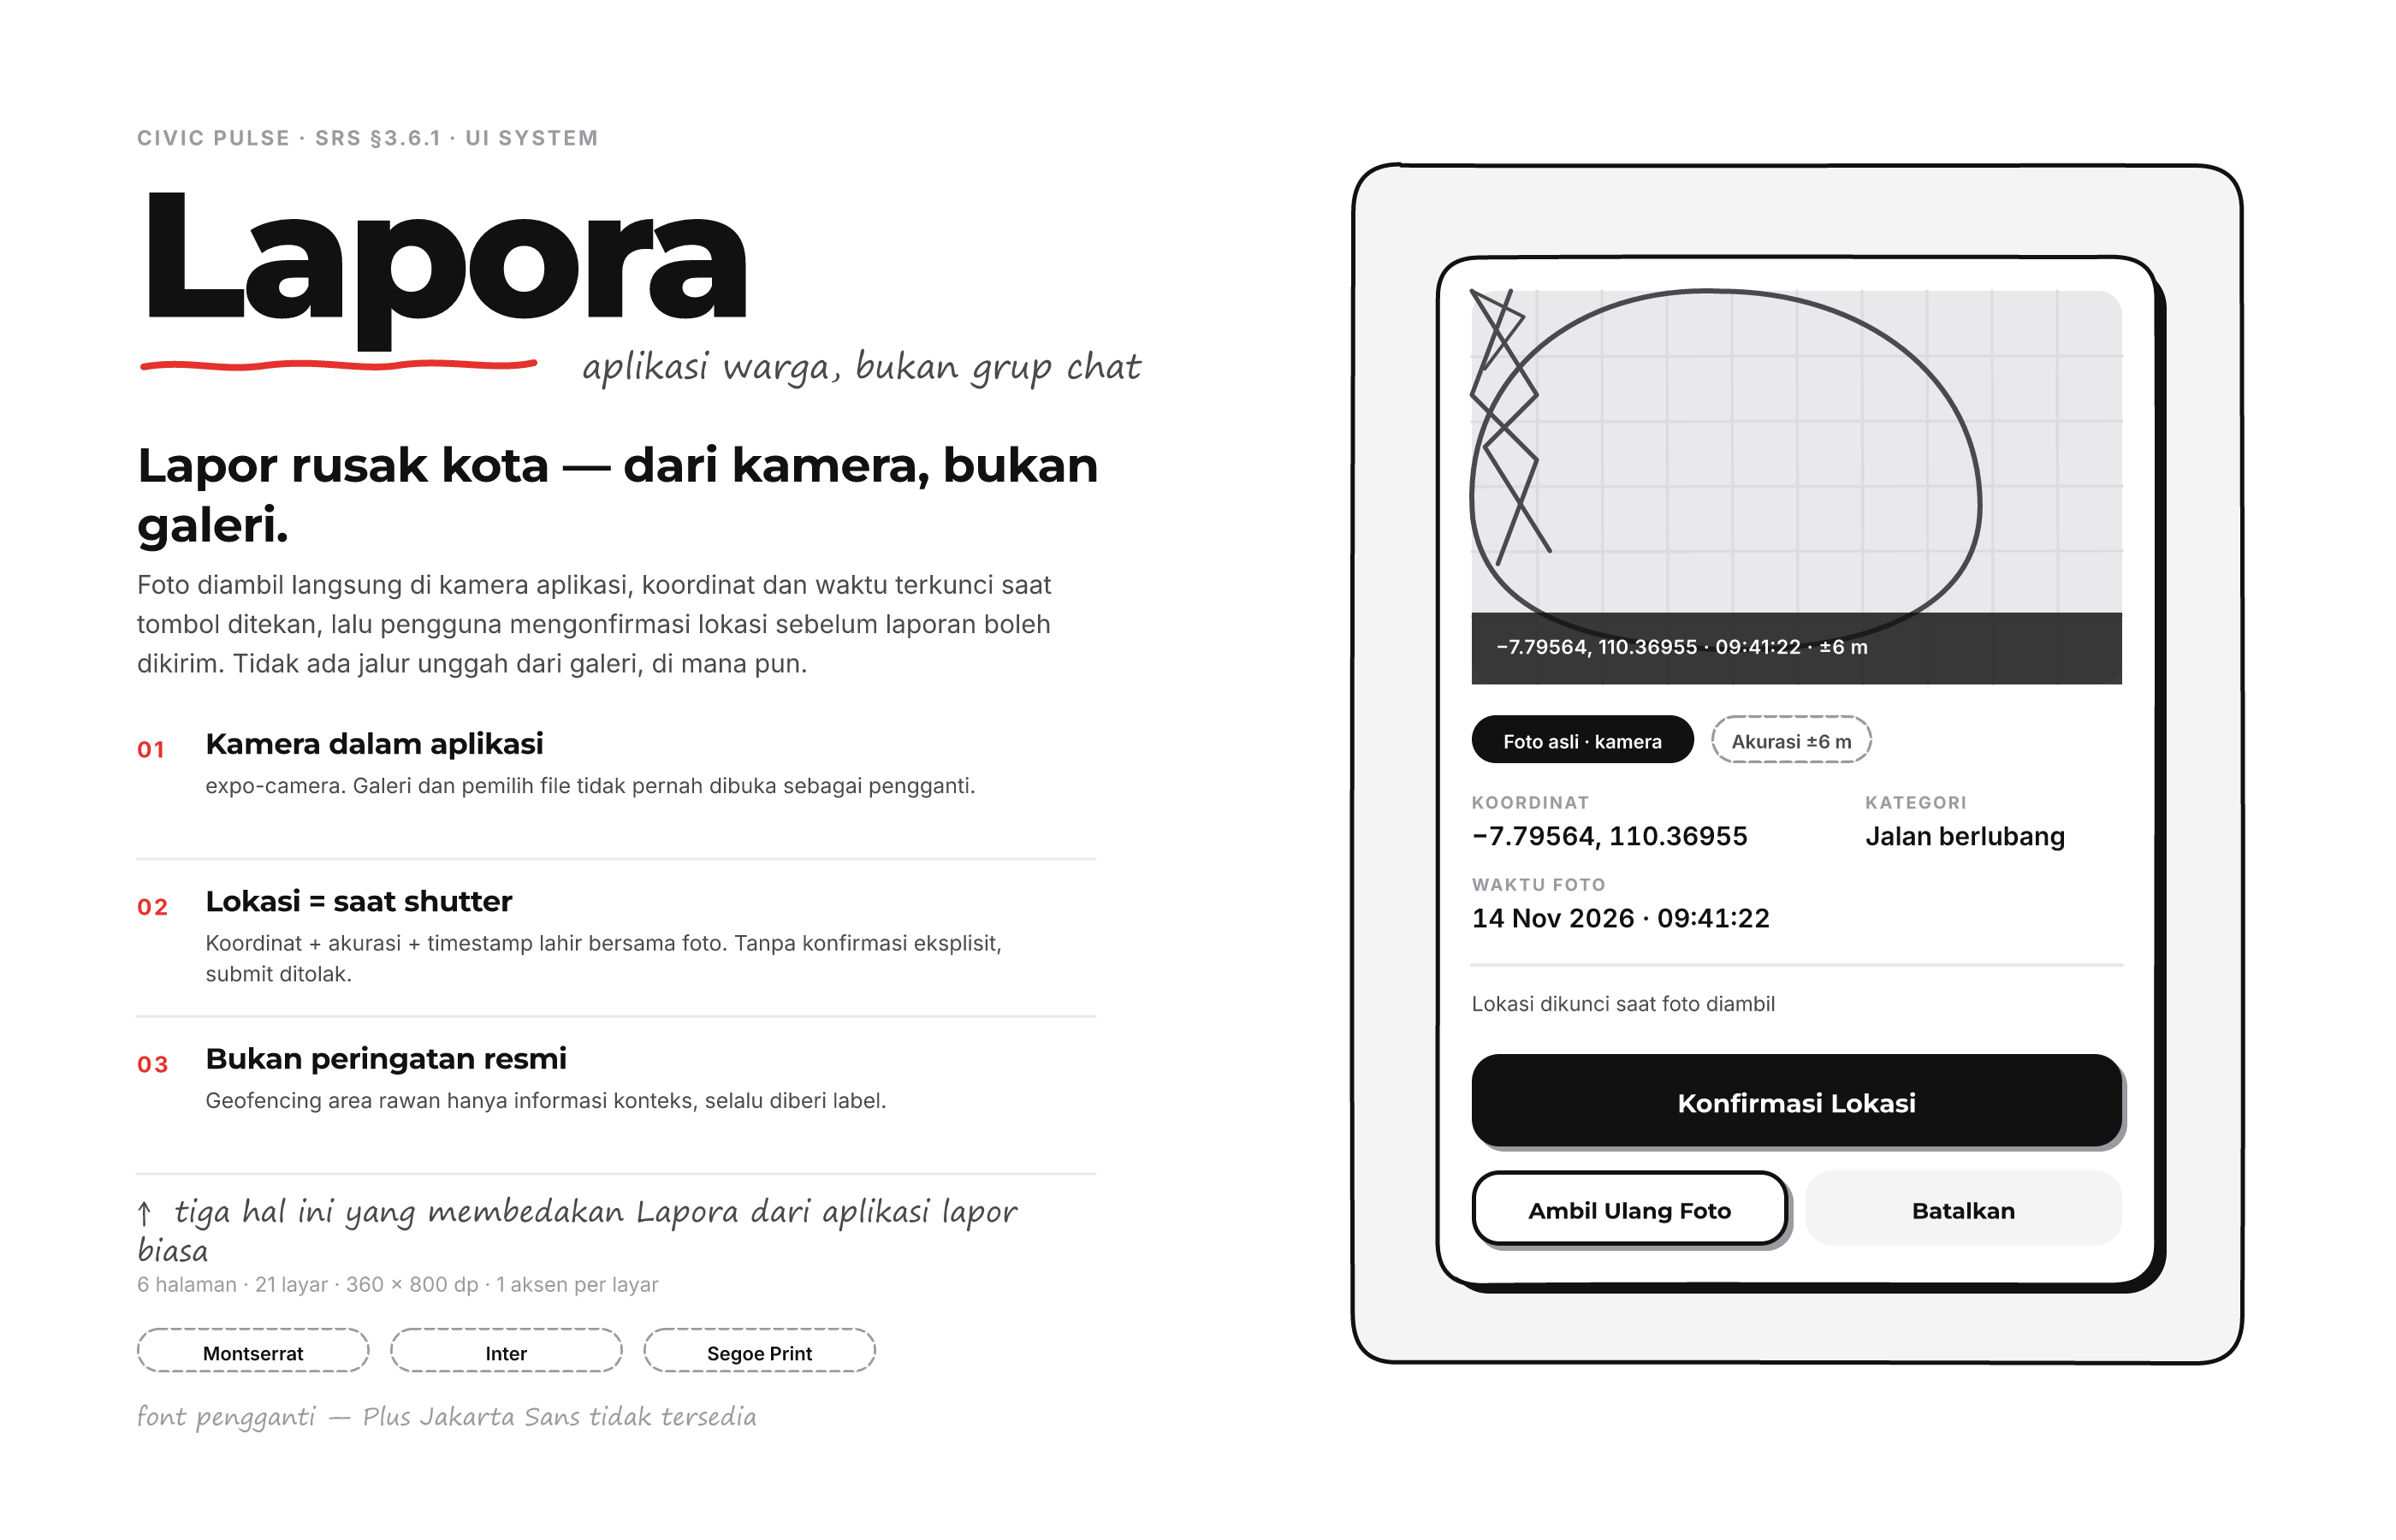 CIVIC PULSE · SRS §3.6.1 · UI SYSTEM
Lapora
aplikasi warga, bukan grup chat
Lapor rusak kota — dari kamera, bukan
galeri.
Foto diambil langsung di kamera aplikasi, koordinat dan waktu terkunci saat
tombol ditekan, lalu pengguna mengonfirmasi lokasi sebelum laporan boleh
dikirim. Tidak ada jalur unggah dari galeri, di mana pun.
01
Kamera dalam aplikasi
expo-camera. Galeri dan pemilih file tidak pernah dibuka sebagai pengganti.
02
Lokasi = saat shutter
Koordinat + akurasi + timestamp lahir bersama foto. Tanpa konfirmasi eksplisit,
submit ditolak.
03
Bukan peringatan resmi
Geofencing area rawan hanya informasi konteks, selalu diberi label.
↑ tiga hal ini yang membedakan Lapora dari aplikasi lapor
biasa
6 halaman · 21 layar · 360 × 800 dp · 1 aksen per layar
Montserrat
Inter
Segoe Print
font pengganti — Plus Jakarta Sans tidak tersedia
−7.79564, 110.36955 · 09:41:22 · ±6 m
Foto asli · kamera
Akurasi ±6 m
KOORDINAT
−7.79564, 110.36955
KATEGORI
Jalan berlubang
WAKTU FOTO
14 Nov 2026 · 09:41:22
Lokasi dikunci saat foto diambil
Konfirmasi Lokasi
Ambil Ulang Foto
Batalkan